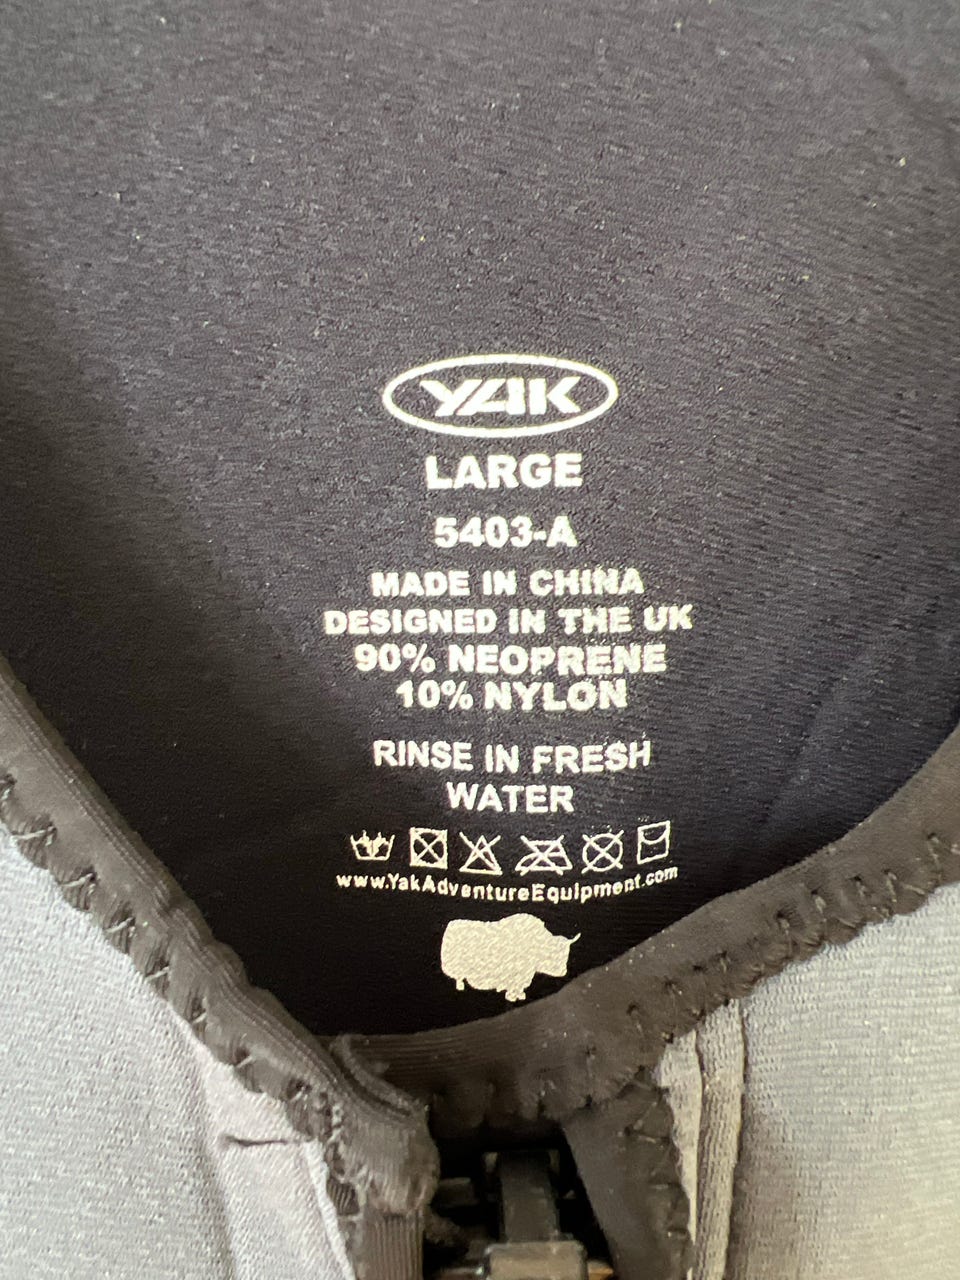 YAK
LARGE
5403-A
MADE IN CHINA
DESIGNED IN THE UK
90% NEOPRENE
10% NYLON
RINSE IN FRESH
WATER
www.YakAdventureEquipment.com